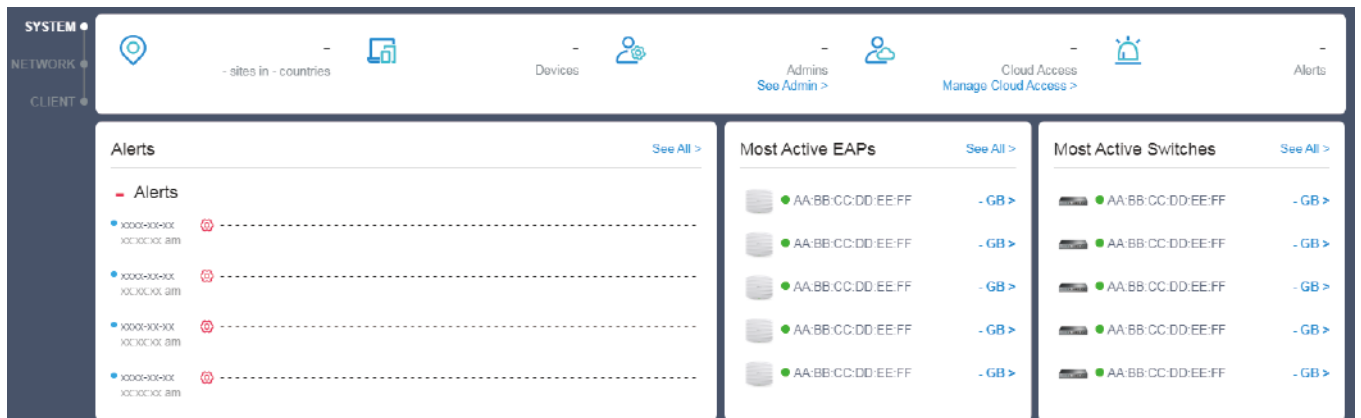 SYSTEM
NETWORK
CLIENT
-
- sites in - countries
-
Devices
-
Admins
See Admin >
-
Cloud Access
Manage Cloud Access >
-
Alerts
Alerts
See All >
- Alerts
xxxx-xx-xx
xx:xx:xx am
xxxx-xx-xx
xx:xx:xx am
xxxx-xx-xx
xx:xx:xx am
xxxx-xx-xx
xx:xx:xx am
Most Active EAPs
See All >
AA:BB:CC:DD:EE:FF - GB >
AA:BB:CC:DD:EE:FF - GB >
AA:BB:CC:DD:EE:FF - GB >
AA:BB:CC:DD:EE:FF - GB >
AA:BB:CC:DD:EE:FF - GB >
Most Active Switches
See All >
AA:BB:CC:DD:EE:FF - GB >
AA:BB:CC:DD:EE:FF - GB >
AA:BB:CC:DD:EE:FF - GB >
AA:BB:CC:DD:EE:FF - GB >
AA:BB:CC:DD:EE:FF - GB >